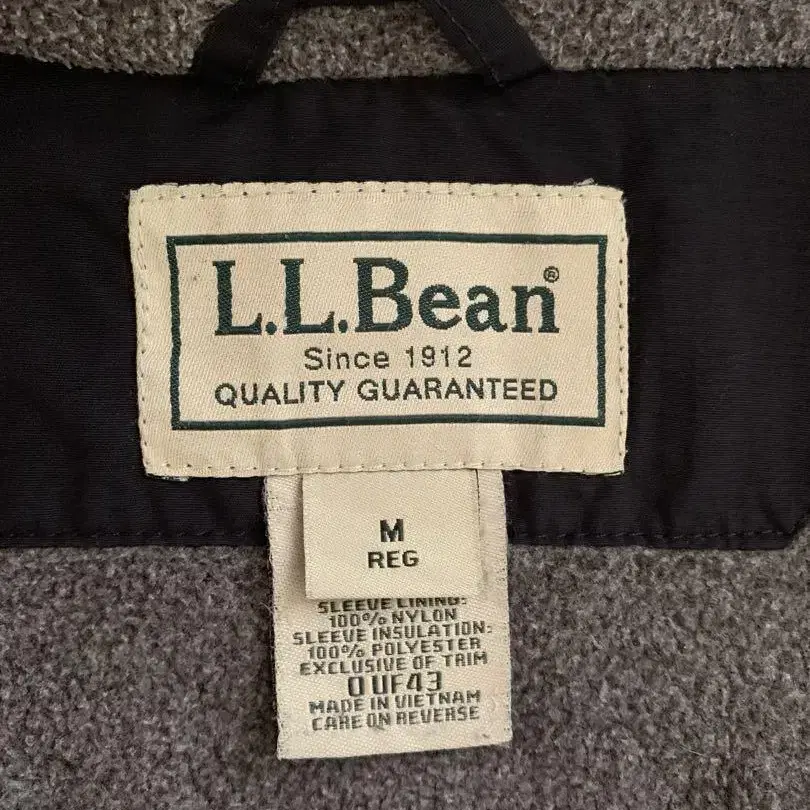 L.L.Bean®
Since 1912
QUALITY GUARANTEED
M
REG
SLEEVE LINING:
100% NYLON
SLEEVE INSULATION:
100% POLYESTER
EXCLUSIVE OF TRIM
0UF43
MADE IN VIETNAM
CARE ON REVERSE